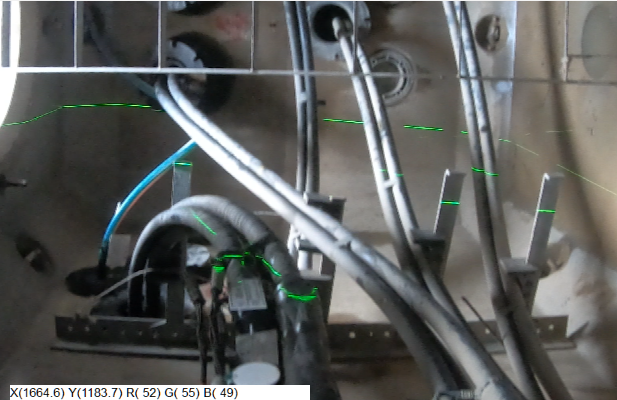 X(1664.6) Y(1183.7) R( 52) G( 55) B( 49)